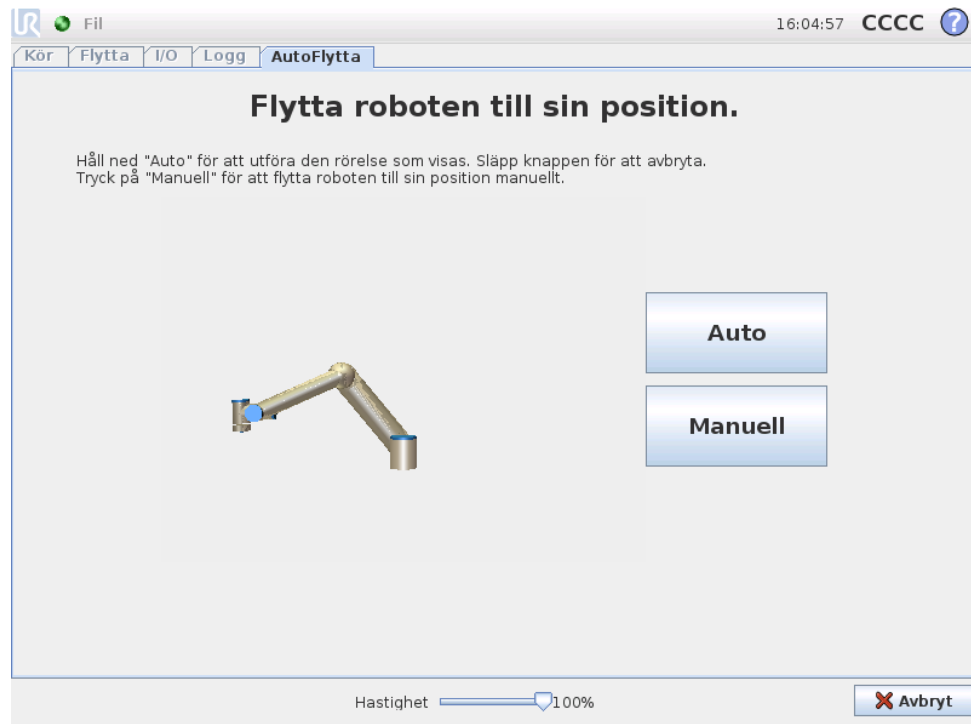 UR Fil 16:04:57 CCCC ?
Kör Flytta I/O Logg AutoFlytta
Flytta roboten till sin position.
Håll ned "Auto" för att utföra den rörelse som visas. Släpp knappen för att avbryta.
Tryck på "Manuell" för att flytta roboten till sin position manuellt.
Auto
Manuell
Hastighet 100% Avbryt